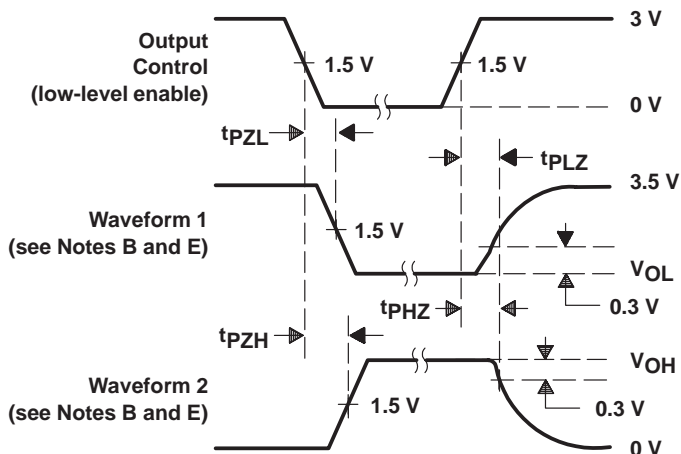 Output
Control
(low-level enable)
1.5 V
1.5 V
3 V
0 V
tPZL
tPLZ
Waveform 1
(see Notes B and E)
1.5 V
3.5 V
VOL
0.3 V
tPHZ
tPZH
Waveform 2
(see Notes B and E)
1.5 V
VOH
0.3 V
0 V